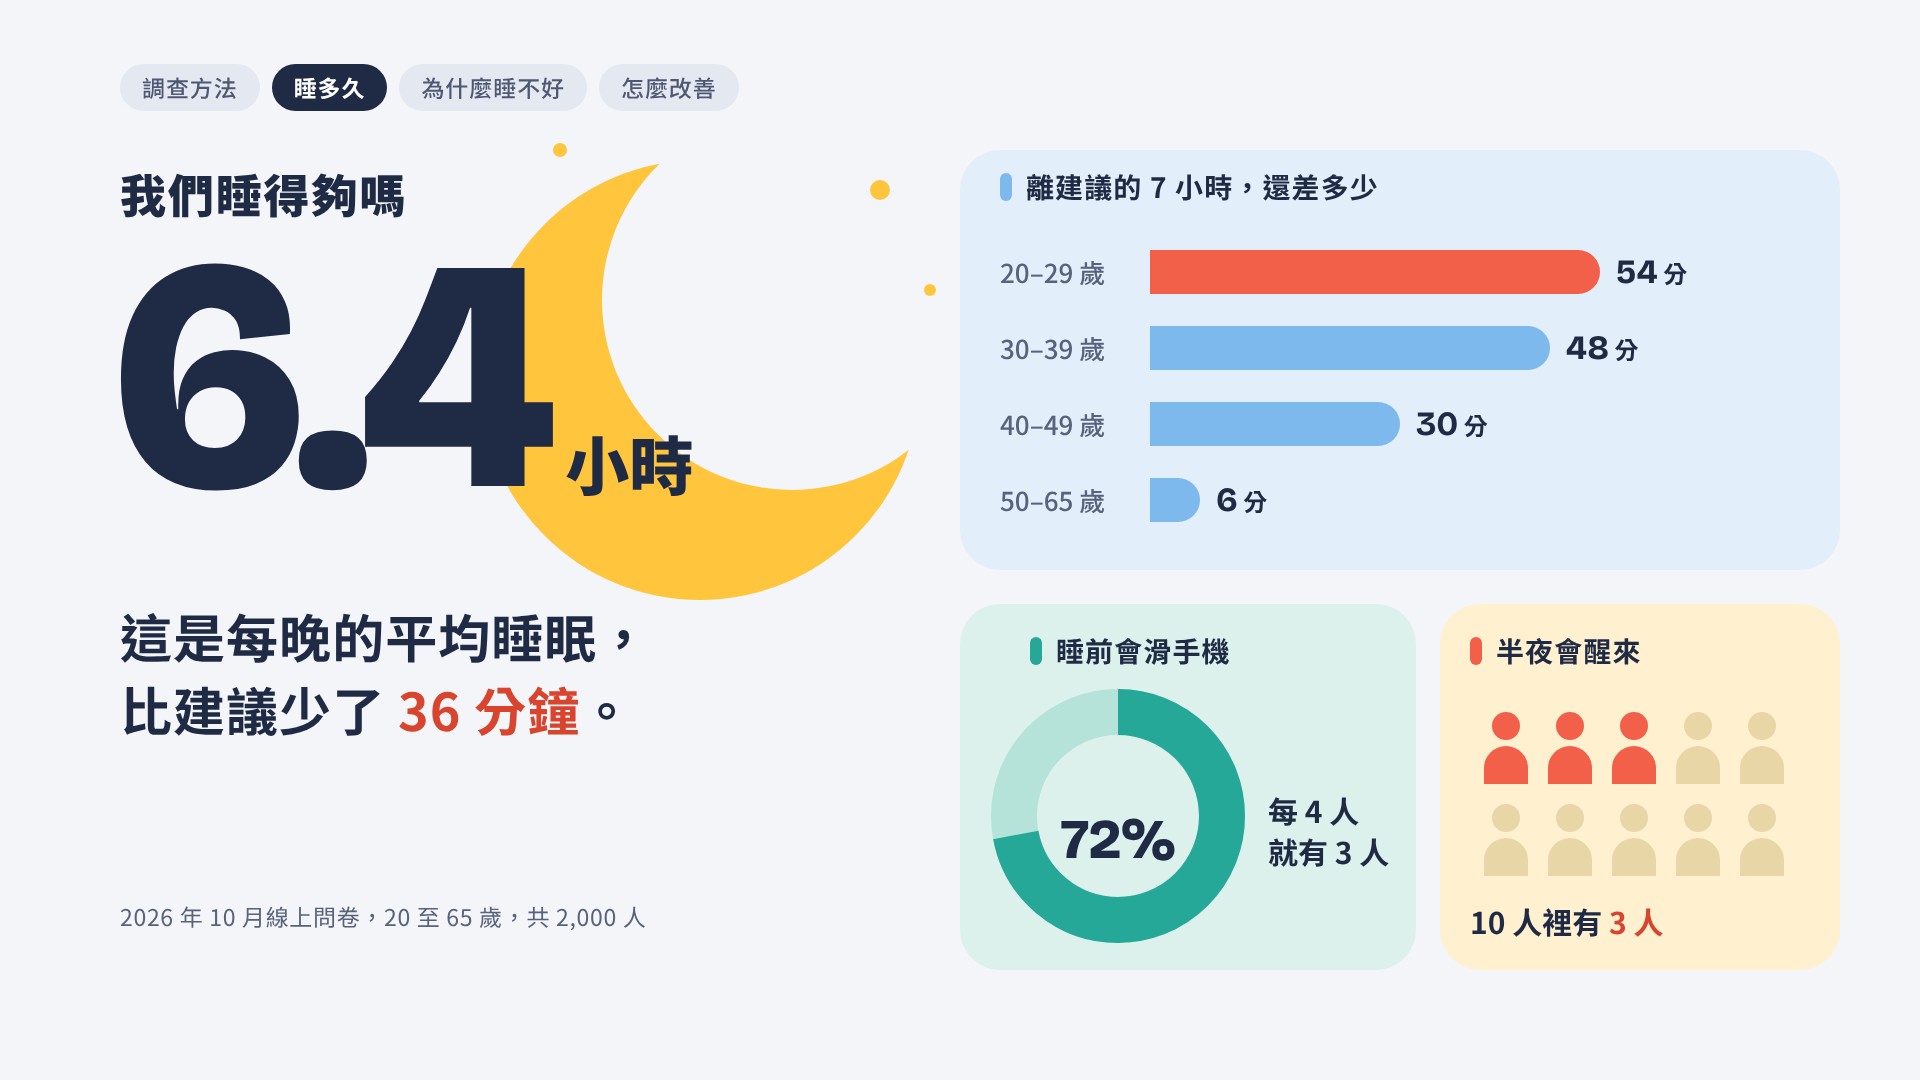 調查方法
睡多久
為什麼睡不好
怎麼改善
我們睡得夠嗎
6.4 小時
這是每晚的平均睡眠，
比建議少了 36 分鐘。
2026 年 10 月線上問卷，20 至 65 歲，共 2,000 人
離建議的 7 小時，還差多少
20–29 歲 54 分
30–39 歲 48 分
40–49 歲 30 分
50–65 歲 6 分
睡前會滑手機
72%
每 4 人
就有 3 人
半夜會醒來
10 人裡有 3 人